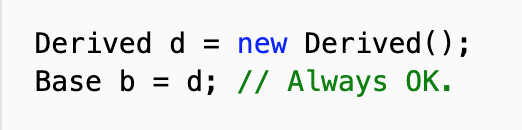 Derived d = new Derived();
Base b = d; // Always OK.